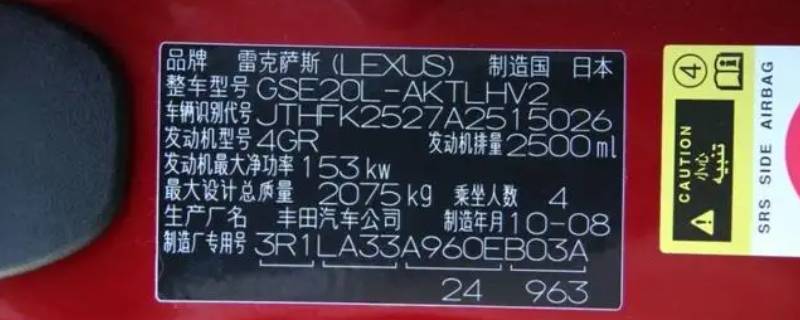 品牌 雷克萨斯 (LEXUS) 制造国 日本
整车型号 GSE20L-AKTLHV2
车辆识别代号 JTHFK2527A2515026
发动机型号 4GR 发动机排量 2500 ml
发动机最大净功率 153 kw
最大设计总质量 2075 kg 乘坐人数 4
生产厂名 丰田汽车公司 制造年月 10-08
制造厂专用号 3R1LA33A960EB03A
24 963
4
CAUTION
小心
تنبيه
SRS SIDE AIRBAG